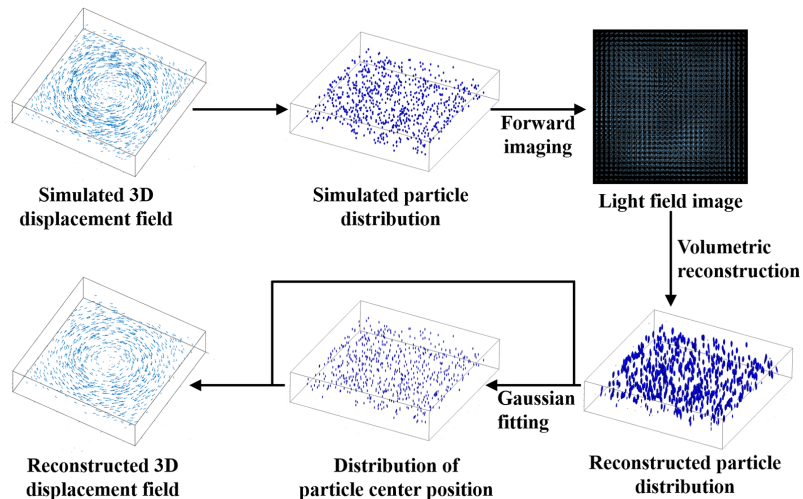 Forward
imaging
Simulated 3D
displacement field
Simulated particle
distribution
Light field image
Volumetric
reconstruction
Gaussian
fitting
Reconstructed 3D
displacement field
Distribution of
particle center position
Reconstructed particle
distribution